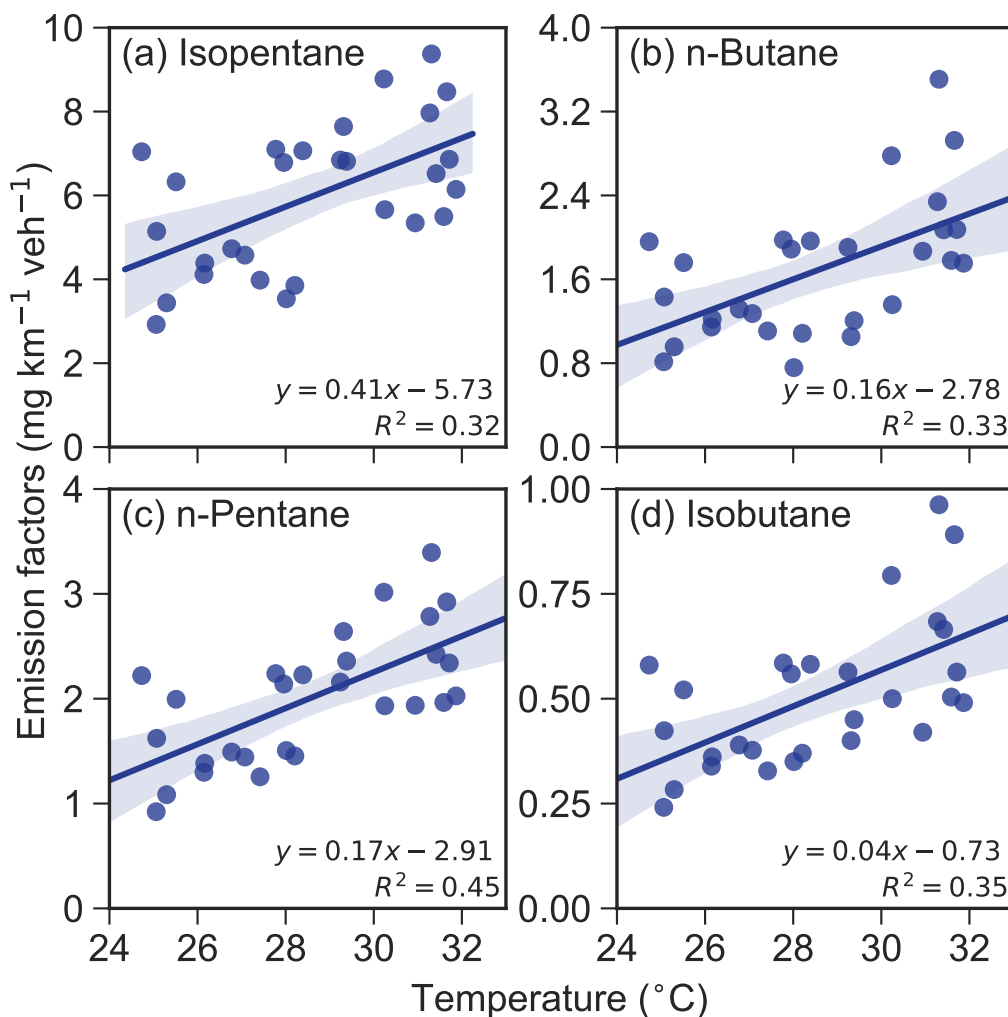 Emission factors (mg km⁻¹ veh⁻¹)
(a) Isopentane
10
8
6
4
2
0
y = 0.41x − 5.73
R² = 0.32
(b) n-Butane
4.0
3.2
2.4
1.6
0.8
0.0
y = 0.16x − 2.78
R² = 0.33
(c) n-Pentane
4
3
2
1
0
y = 0.17x − 2.91
R² = 0.45
24 26 28 30 32
(d) Isobutane
1.00
0.75
0.50
0.25
0.00
y = 0.04x − 0.73
R² = 0.35
24 26 28 30 32
Temperature (°C)